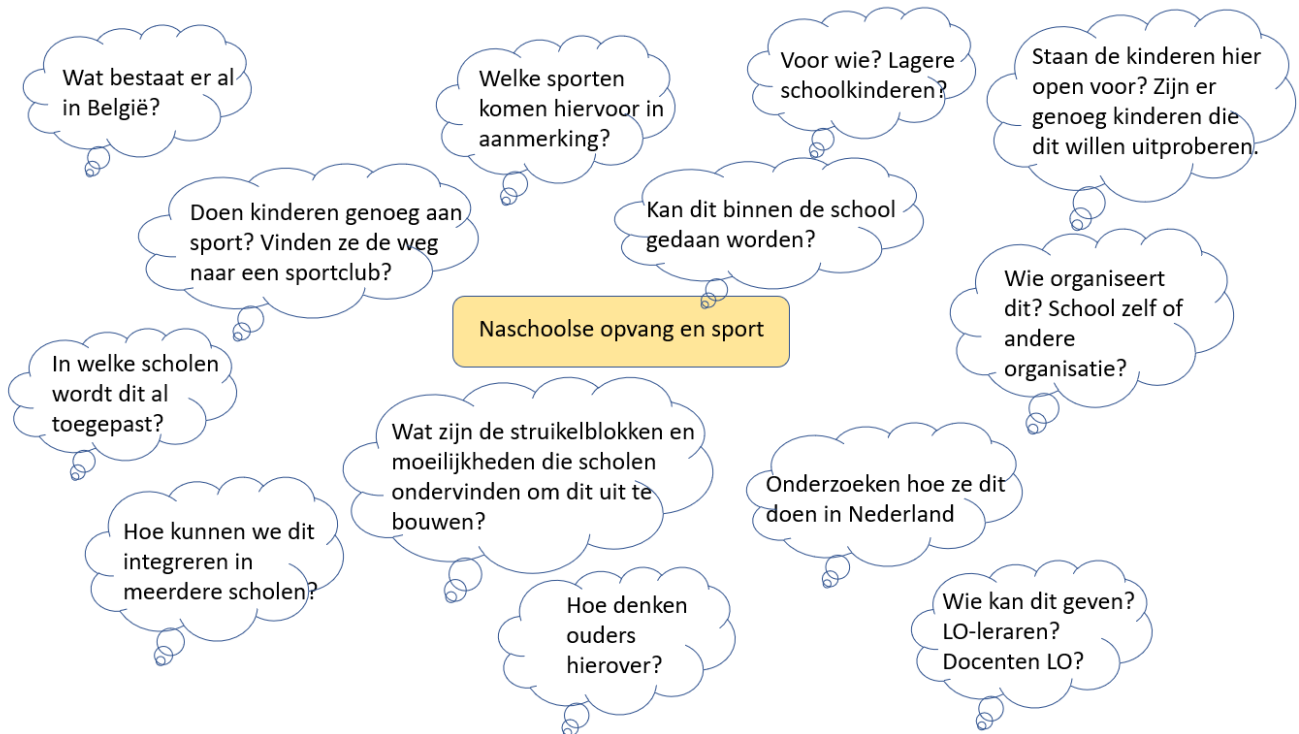 Wat bestaat er al
in België?
Welke sporten
komen hiervoor in
aanmerking?
Voor wie? Lagere
schoolkinderen?
Staan de kinderen hier
open voor? Zijn er
genoeg kinderen die
dit willen uitproberen.
Doen kinderen genoeg aan
sport? Vinden ze de weg
naar een sportclub?
Kan dit binnen de school
gedaan worden?
Wie organiseert
dit? School zelf of
andere
organisatie?
Naschoolse opvang en sport
In welke scholen
wordt dit al
toegepast?
Wat zijn de struikelblokken en
moeilijkheden die scholen
ondervinden om dit uit te
bouwen?
Onderzoeken hoe ze dit
doen in Nederland
Hoe kunnen we dit
integreren in
meerdere scholen?
Hoe denken
ouders
hierover?
Wie kan dit geven?
LO-leraren?
Docenten LO?